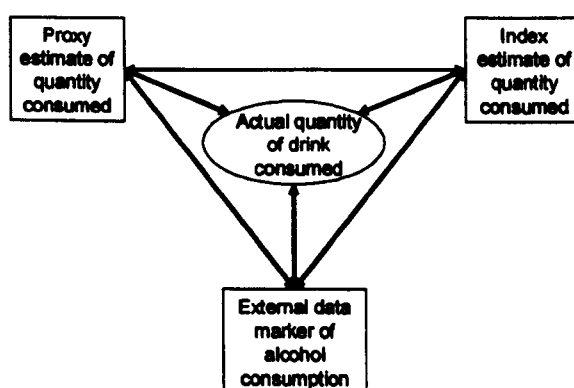 Proxy
estimate of
quantity
consumed
Index
estimate of
quantity
consumed
Actual quantity
of drink
consumed
External data
marker of
alcohol
consumption